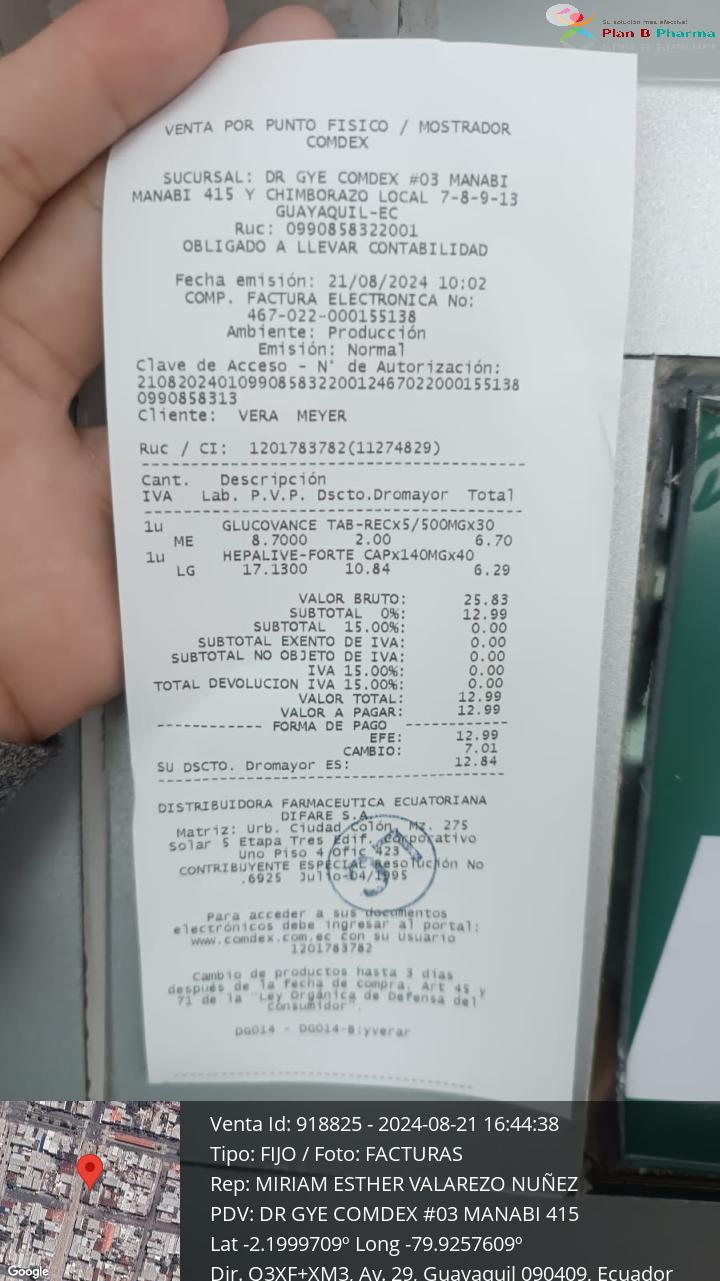 Su solución mas efectiva!
Plan B Pharma
VENTA POR PUNTO FISICO / MOSTRADOR
COMDEX
SUCURSAL: DR GYE COMDEX #03 MANABI
MANABI 415 Y CHIMBORAZO LOCAL 7-8-9-13
GUAYAQUIL-EC
Ruc: 0990858322001
OBLIGADO A LLEVAR CONTABILIDAD
Fecha emisión: 21/08/2024 10:02
COMP. FACTURA ELECTRONICA No:
467-022-000155138
Ambiente: Producción
Emisión: Normal
Clave de Acceso - N° de Autorización:
210820240109908583220012467022000155138
0990858313
Cliente: VERA MEYER
Ruc / CI: 1201783782(11274829)
Cant. Descripción
IVA Lab. P.V.P. Dscto.Dromayor Total
1u GLUCOVANCE TAB-RECx5/500MGx30
ME 8.7000 2.00 6.70
1u HEPALIVE-FORTE CAPx140MGx40
LG 17.1300 10.84 6.29
VALOR BRUTO: 25.83
SUBTOTAL 0%: 12.99
SUBTOTAL 15.00%: 0.00
SUBTOTAL EXENTO DE IVA: 0.00
SUBTOTAL NO OBJETO DE IVA: 0.00
IVA 15.00%: 0.00
TOTAL DEVOLUCION IVA 15.00%: 0.00
VALOR TOTAL: 12.99
VALOR A PAGAR: 12.99
FORMA DE PAGO
EFE: 12.99
CAMBIO: 7.01
SU DSCTO. Dromayor ES: 12.84
DISTRIBUIDORA FARMACEUTICA ECUATORIANA
DIFARE S.A.
Matriz: Urb. Ciudad Colón, Mz. 275
Solar 5 Etapa Tres Edif. Corporativo
Uno Piso 4 Ofic 423
CONTRIBUYENTE ESPECIAL Resolución No
.6925 Julio-04/1995
Para acceder a sus documentos
electrónicos debe ingresar al portal:
www.comdex.com.ec con su Usuario
1201783782
Cambio de productos hasta 3 días
después de la fecha de compra. Art 45 y
71 de la "Ley Orgánica de Defensa del
Consumidor".
DG014 - DG014-B:yverar
Venta Id: 918825 - 2024-08-21 16:44:38
Tipo: FIJO / Foto: FACTURAS
Rep: MIRIAM ESTHER VALAREZO NUÑEZ
PDV: DR GYE COMDEX #03 MANABI 415
Lat -2.1999709º Long -79.9257609º
Google
Dir. Q3XF+XM3, Av. 29, Guayaquil 090409, Ecuador